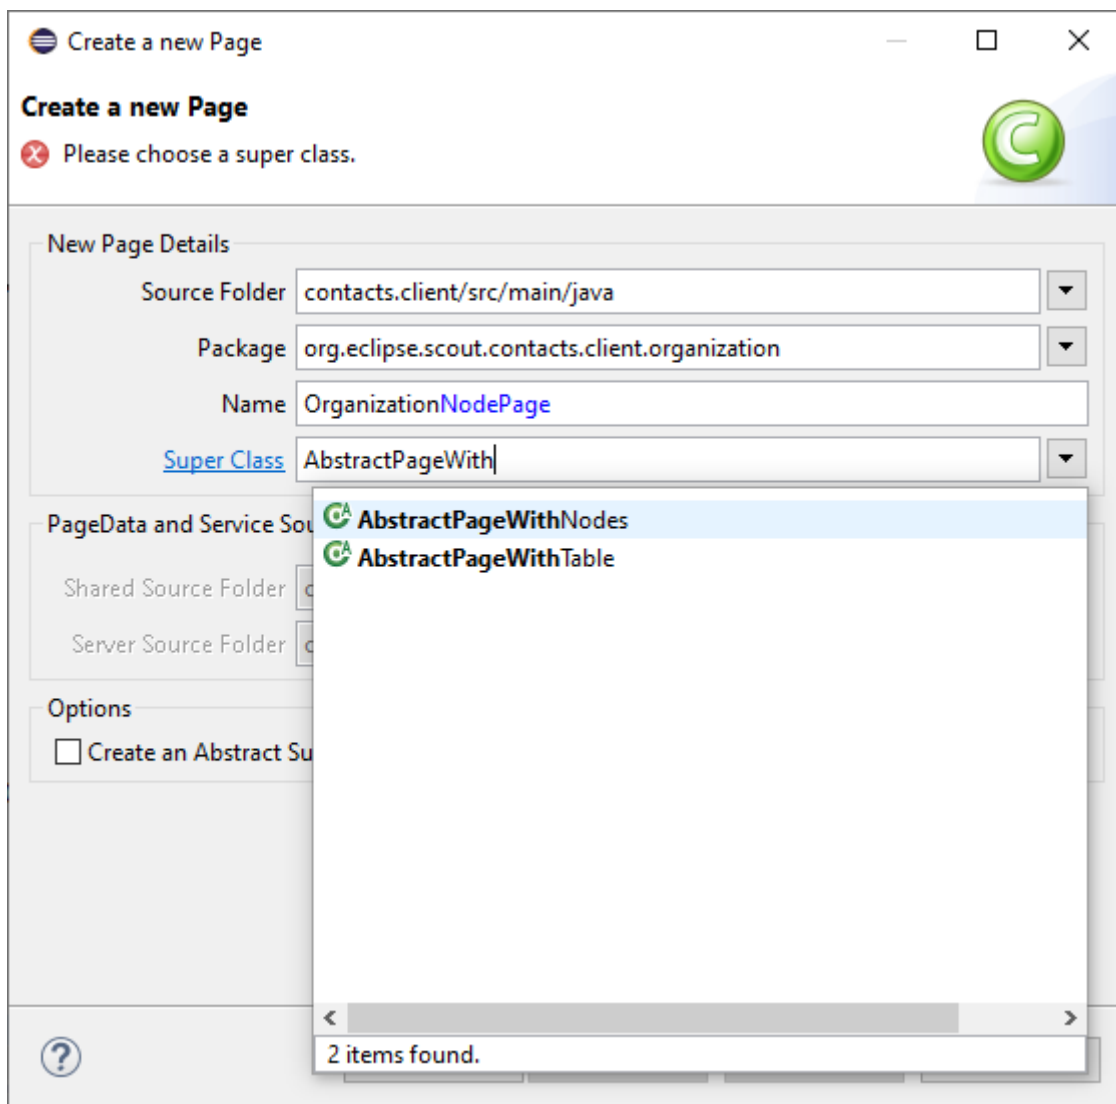 Create a new Page
Create a new Page
Please choose a super class.
New Page Details
Source Folder contacts.client/src/main/java
Package org.eclipse.scout.contacts.client.organization
Name OrganizationNodePage
Super Class AbstractPageWith
AbstractPageWithNodes
PageData and Service
AbstractPageWithTable
Shared Source Folder
Server Source Folder
Options
Create an Abstract
2 items found.